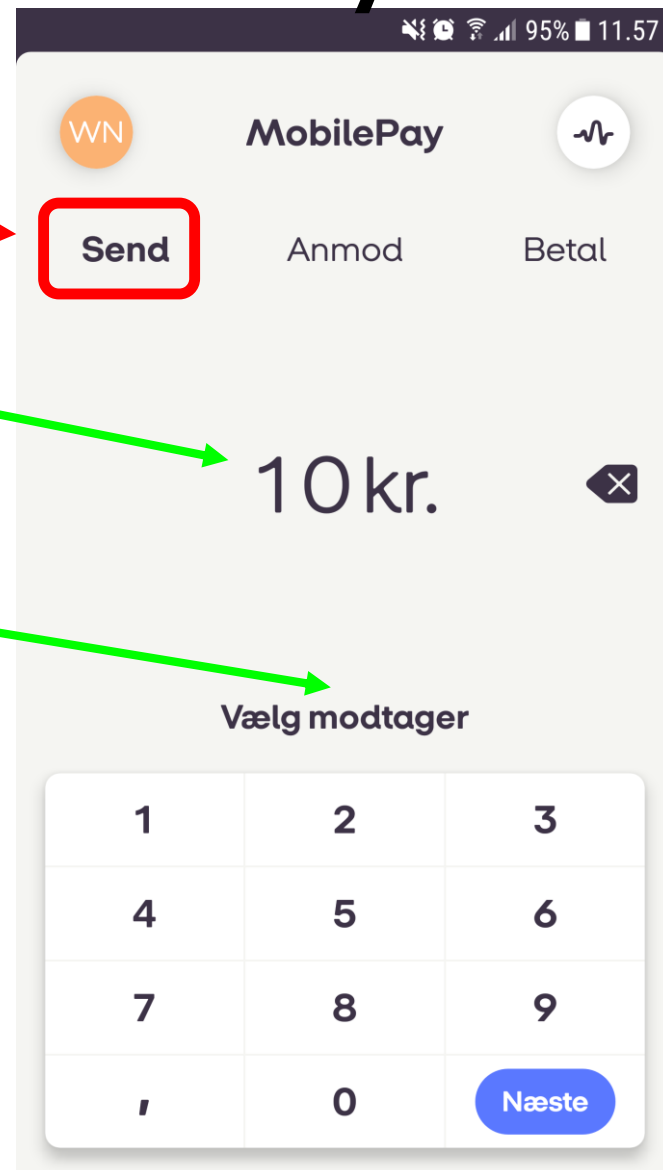 95% 11.57
WN MobilePay
Send Anmod Betal
10 kr.
Vælg modtager
1 2 3
4 5 6
7 8 9
, 0 Næste